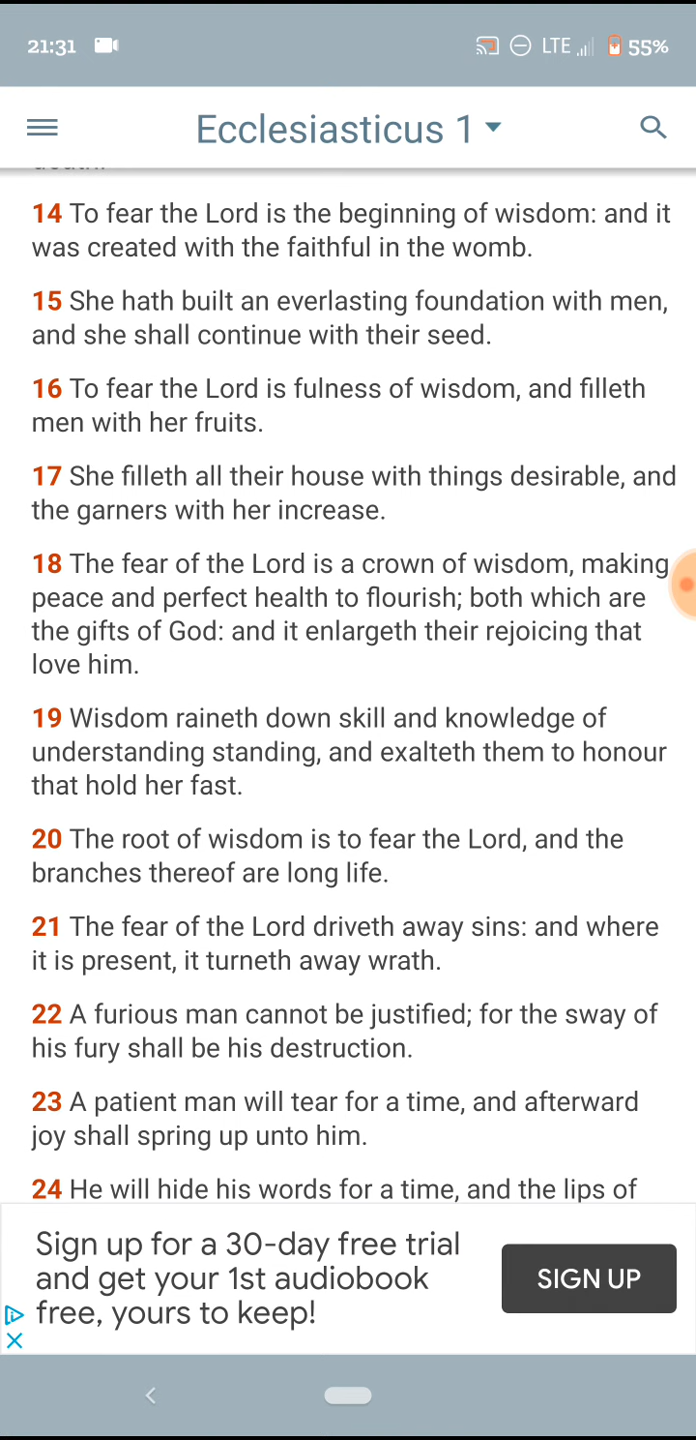 21:31
LTE
55%
Ecclesiasticus 1
14 To fear the Lord is the beginning of wisdom: and it
was created with the faithful in the womb.
15 She hath built an everlasting foundation with men,
and she shall continue with their seed.
16 To fear the Lord is fulness of wisdom, and filleth
men with her fruits.
17 She filleth all their house with things desirable, and
the garners with her increase.
18 The fear of the Lord is a crown of wisdom, making
peace and perfect health to flourish; both which are
the gifts of God: and it enlargeth their rejoicing that
love him.
19 Wisdom raineth down skill and knowledge of
understanding standing, and exalteth them to honour
that hold her fast.
20 The root of wisdom is to fear the Lord, and the
branches thereof are long life.
21 The fear of the Lord driveth away sins: and where
it is present, it turneth away wrath.
22 A furious man cannot be justified; for the sway of
his fury shall be his destruction.
23 A patient man will tear for a time, and afterward
joy shall spring up unto him.
24 He will hide his words for a time, and the lips of
Sign up for a 30-day free trial
and get your 1st audiobook
free, yours to keep!
SIGN UP